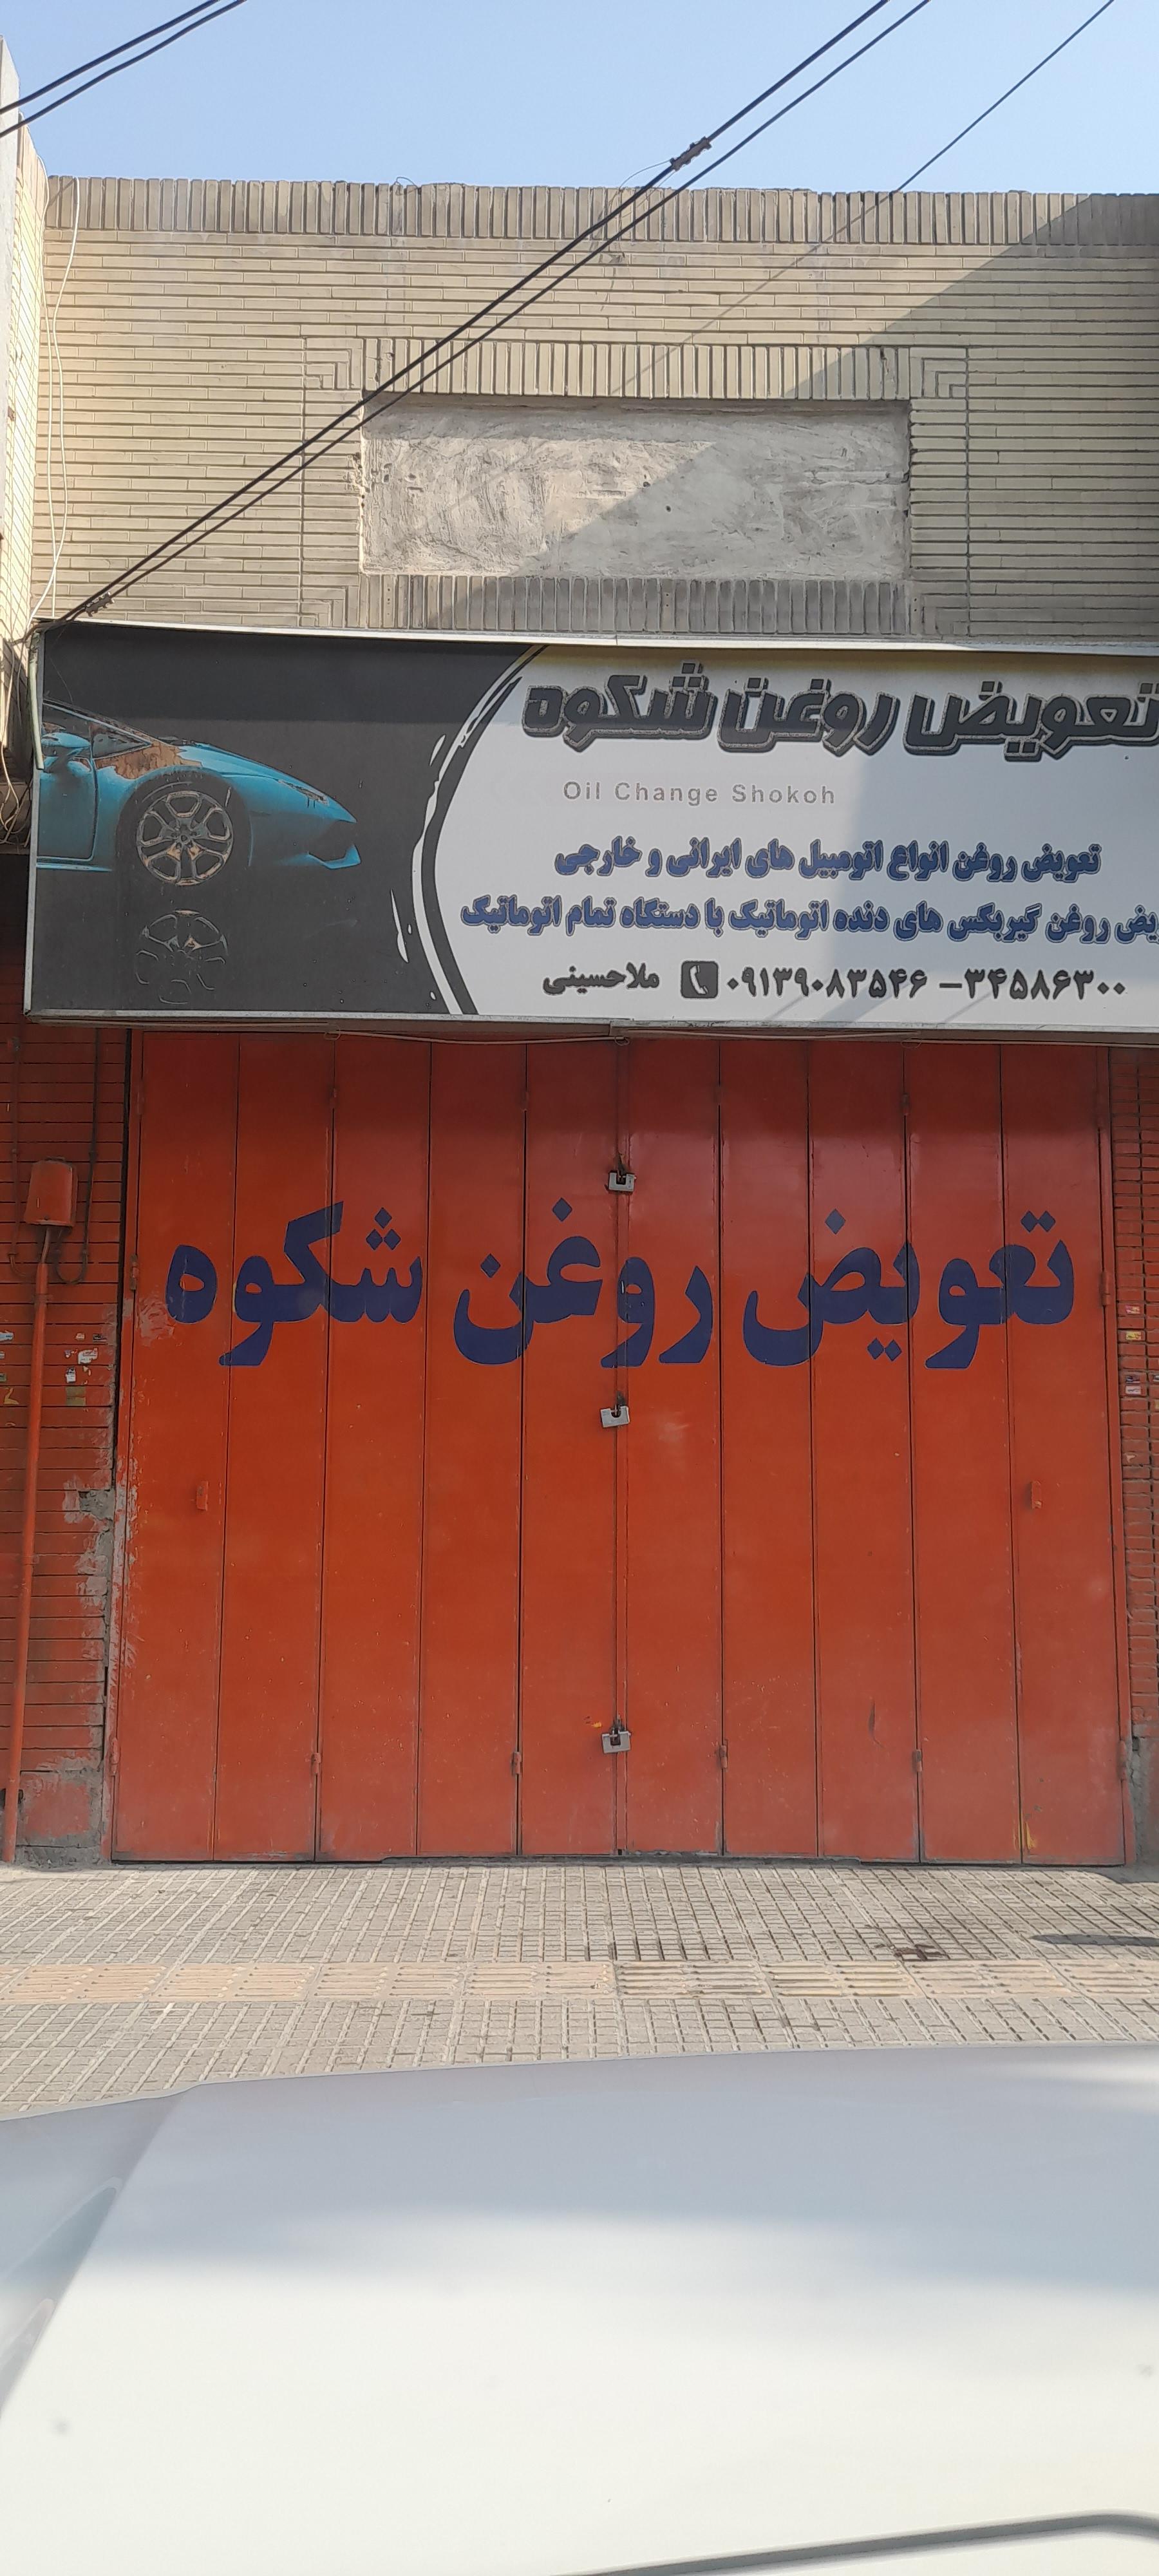 تعویض روغن شکوه
Oil Change Shokoh
تعویض روغن انواع اتومبیل های ایرانی و خارجی
یض روغن گیربکس های دنده اتوماتیک با دستگاه تمام اتوماتیک
۳۴۵۸۶۳۰۰ - ۰۹۱۳۹۰۸۳۵۴۶ ملاحسینی
تعویض روغن شکوه